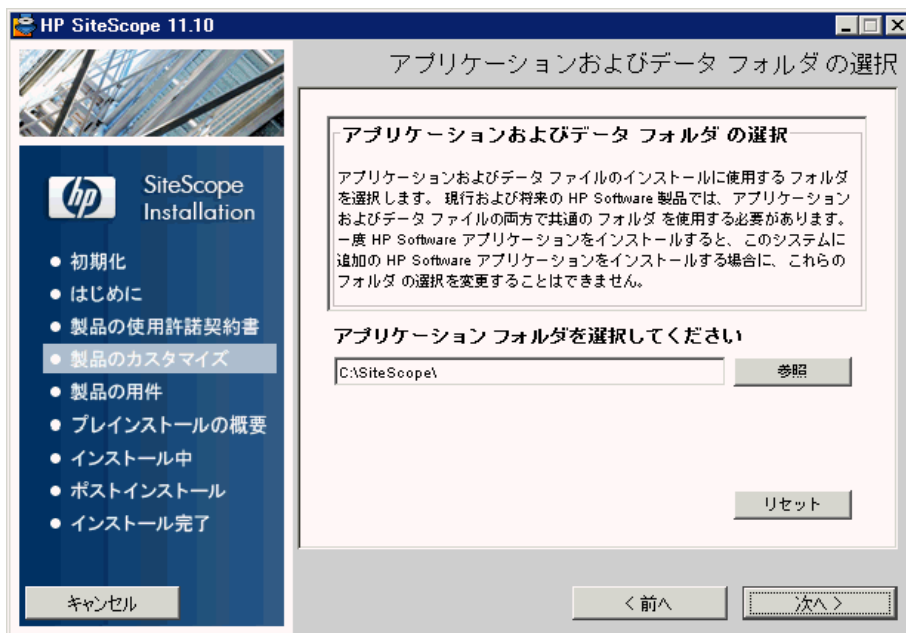 HP SiteScope 11.10
アプリケーションおよびデータ フォルダ の選択
hp
SiteScope
Installation
初期化
はじめに
製品の使用許諾契約書
製品のカスタマイズ
製品の用件
プレインストールの概要
インストール中
ポストインストール
インストール完了
キャンセル
アプリケーションおよびデータ フォルダ の選択
アプリケーションおよびデータ ファイルのインストールに使用する フォルダ
を選択し ます。 現行および将来の HP Software 製品では、アプリケーション
およびデータ ファイルの両方で共通の フォルダ を使用する必要があります。
一度 HP Software アプリケーションをインストールすると、 このシステムに
追加の HP Software アプリケーションをインストールする場合に、 これらの
フォルダ の選択を変更することはできません。
アプリケーション フォルダを選択してください
C:\SiteScope\
参照
リセット
< 前へ
次へ >